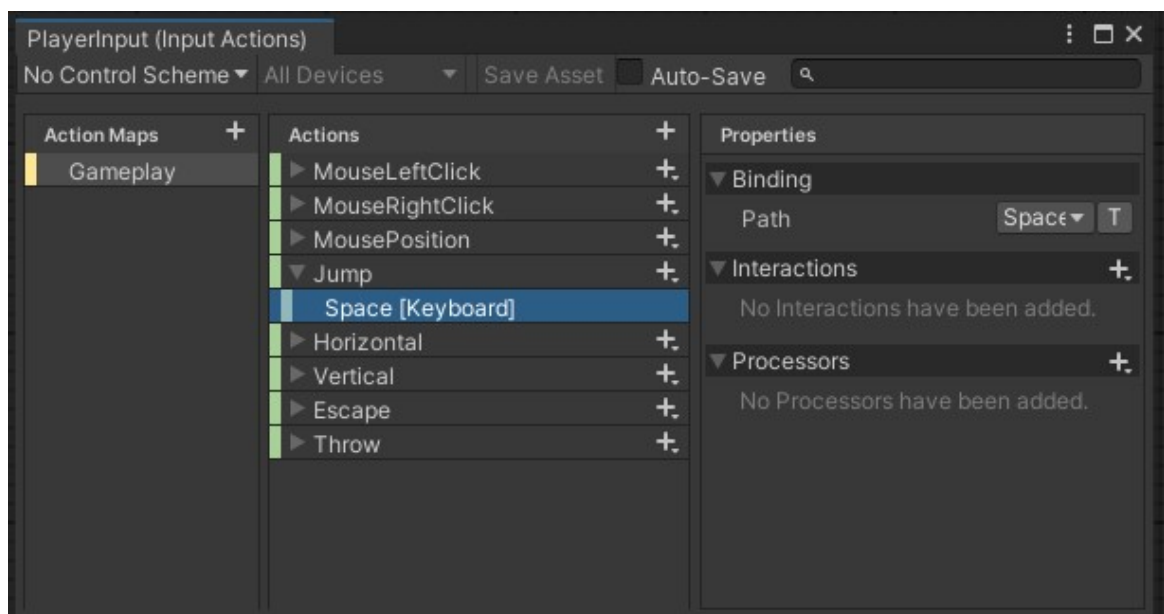 PlayerInput (Input Actions)
No Control Scheme All Devices Save Asset Auto-Save
Action Maps
Gameplay
Actions
MouseLeftClick
MouseRightClick
MousePosition
Jump
Space [Keyboard]
Horizontal
Vertical
Escape
Throw
Properties
Binding
Path Space T
Interactions
No Interactions have been added.
Processors
No Processors have been added.